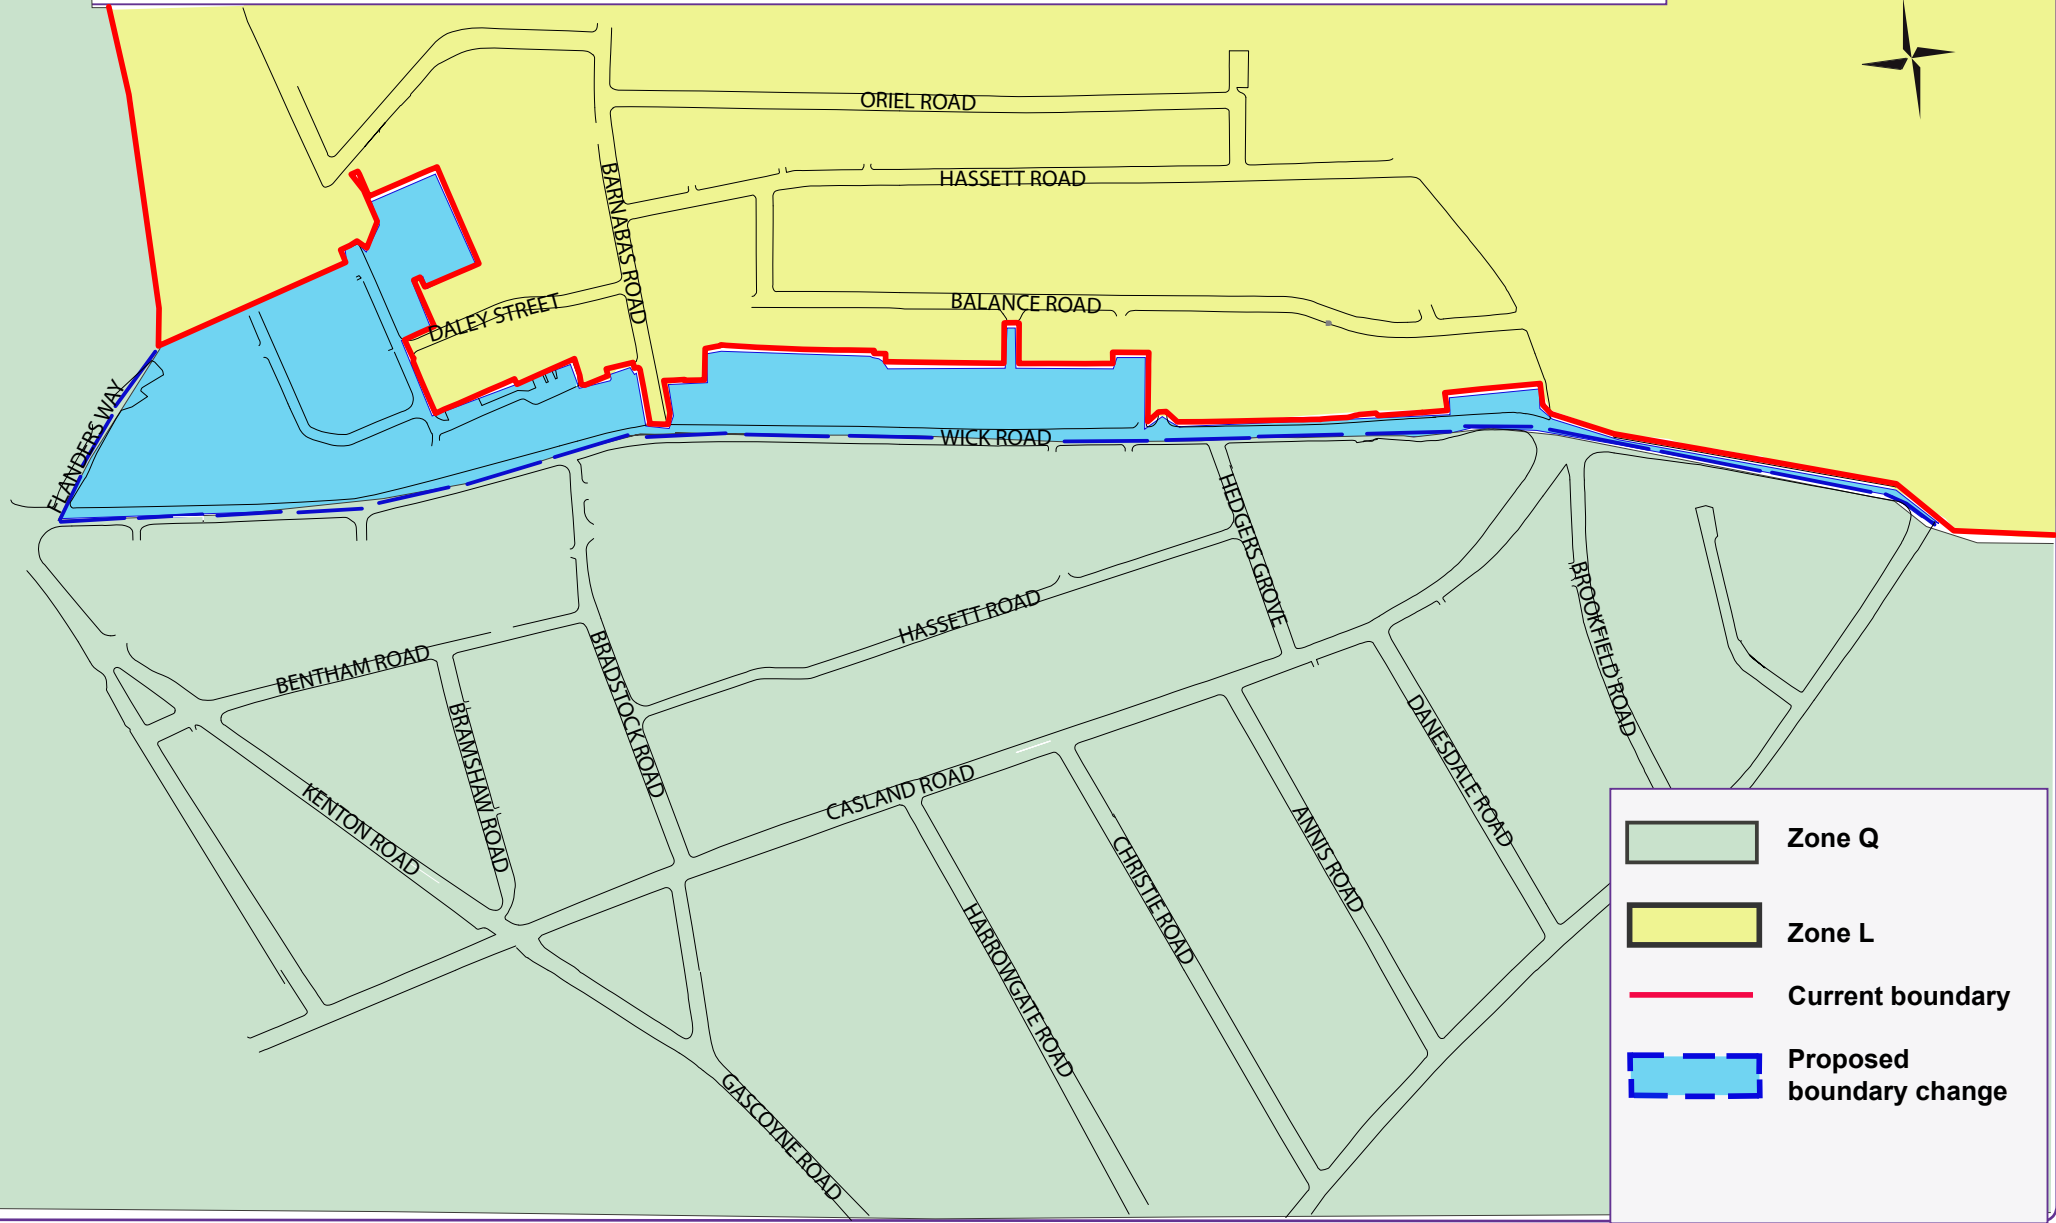 ORIEL ROAD
HASSETT ROAD
BARNABAS ROAD
BALANCE ROAD
DALEY STREET
FLANDERS WAY
WICK ROAD
HEDGERS GROVE
HASSETT ROAD
BROOKFIELD ROAD
BENTHAM ROAD
BRADSTOCK ROAD
BRAMSHAW ROAD
DANESDALE ROAD
KENTON ROAD
CASLAND ROAD
ANNIS ROAD
CHRISTIE ROAD
HARROWGATE ROAD
GASCOYNE ROAD
Zone Q
Zone L
Current boundary
Proposed
boundary change